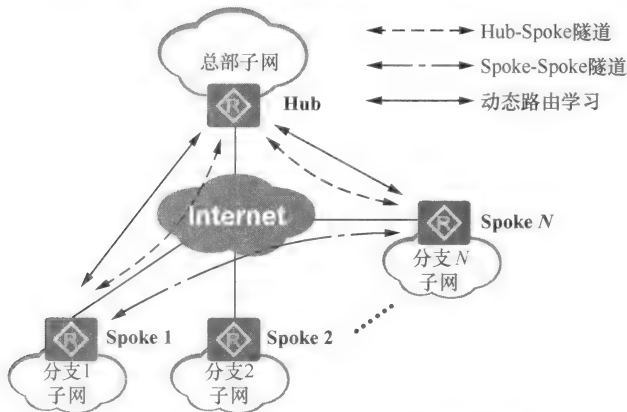 Hub-Spoke隧道
Spoke-Spoke隧道
动态路由学习
总部子网
R
Hub
Internet
R
Spoke N
分支N
子网
R
Spoke 1
分支1
子网
R
Spoke 2
分支2
子网